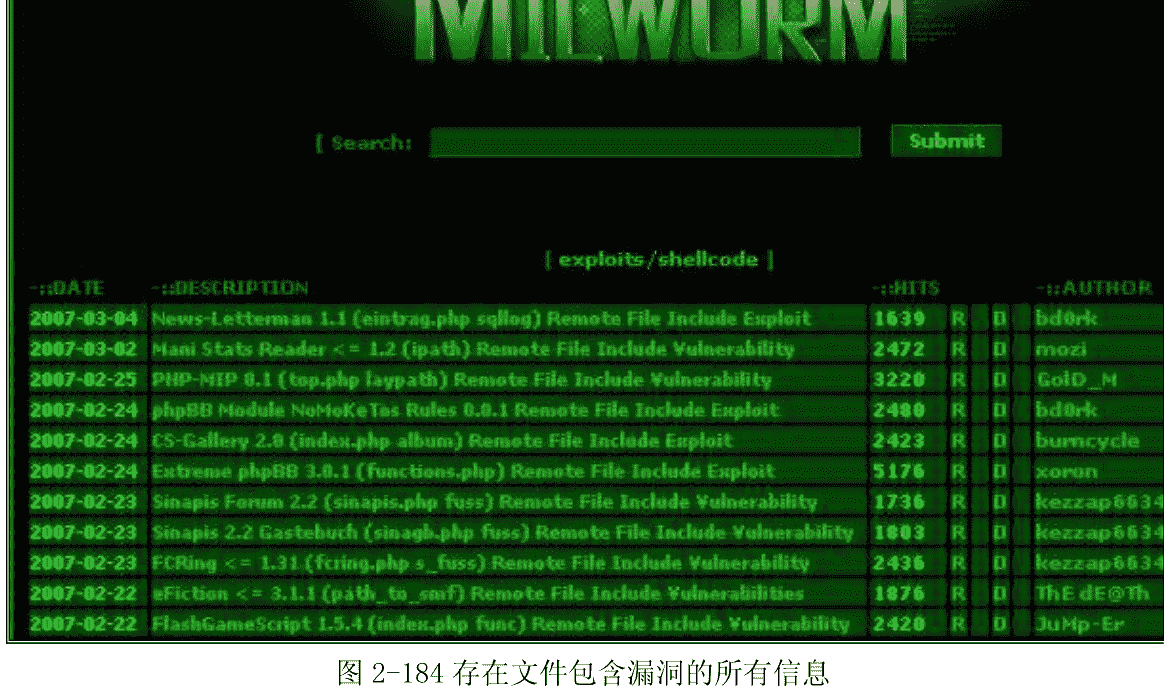 MILWORM
[ Search: Submit
[ exploits/shellcode ]
-::DATE -::DESCRIPTION -::HITS -::AUTHOR
2007-03-04 News-Letterman 1.1 (eintrag.php sqllog) Remote File Include Exploit 1639 R D bd0rk
2007-03-02 Mani Stats Reader <= 1.2 (ipath) Remote File Include Vulnerability 2472 R D mozi
2007-02-25 PHP-MIP 0.1 (top.php laypath) Remote File Include Vulnerability 3220 R D GolD_M
2007-02-24 phpBB Module NoMoKeTos Rules 0.0.1 Remote File Include Exploit 2480 R D bd0rk
2007-02-24 CS-Gallery 2.0 (index.php album) Remote File Include Exploit 2423 R D burncycle
2007-02-24 Extreme phpBB 3.0.1 (functions.php) Remote File Include Exploit 5176 R D xoron
2007-02-23 Sinapis Forum 2.2 (sinapis.php fuss) Remote File Include Vulnerability 1736 R D kezzap6634
2007-02-23 Sinapis 2.2 Gastebuch (sinagb.php fuss) Remote File Include Vulnerability 1803 R D kezzap6634
2007-02-23 FCRing <= 1.31 (fcring.php s_fuss) Remote File Include Vulnerability 2436 R D kezzap6634
2007-02-22 eFiction <= 3.1.1 (path_to_smf) Remote File Include Vulnerabilities 1876 R D ThE dE@Th
2007-02-22 FlashGameScript 1.5.4 (index.php func) Remote File Include Vulnerability 2420 R D JuMp-Er
图 2-184 存在文件包含漏洞的所有信息